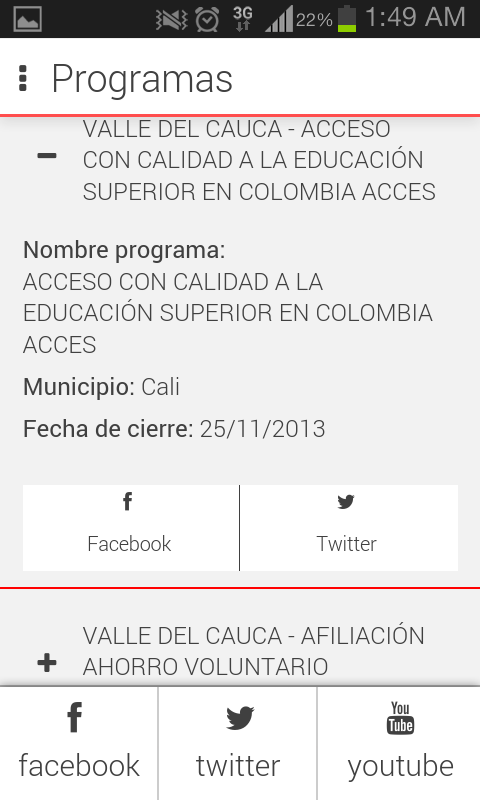 3G
22%
1:49 AM
Programas
VALLE DEL CAUCA - ACCESO
CON CALIDAD A LA EDUCACIÓN
SUPERIOR EN COLOMBIA ACCES
Nombre programa:
ACCESO CON CALIDAD A LA
EDUCACIÓN SUPERIOR EN COLOMBIA
ACCES
Municipio: Cali
Fecha de cierre: 25/11/2013
Facebook
Twitter
VALLE DEL CAUCA - AFILIACIÓN
AHORRO VOLUNTARIO
You
Tube
facebook
twitter
youtube